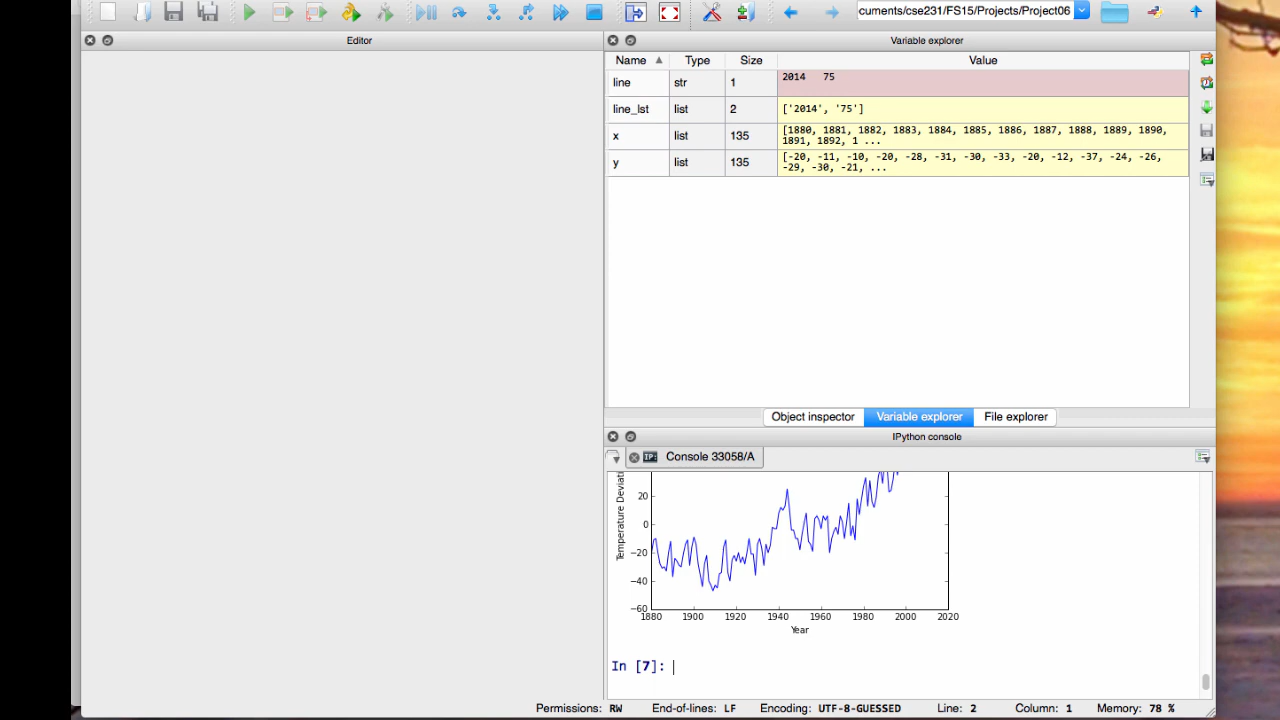 cuments/cse231/FS15/Projects/Project06
Editor
Variable explorer
Name Type Size Value
line str 1 2014 75
line_lst list 2 ['2014', '75']
x list 135 [1880, 1881, 1882, 1883, 1884, 1885, 1886, 1887, 1888, 1889, 1890,
1891, 1892, 1 ...
y list 135 [-20, -11, -10, -20, -28, -31, -30, -33, -20, -12, -37, -24, -26,
-29, -30, -21, ...
Object inspector Variable explorer File explorer
IPython console
IP: Console 33058/A
Temperature Deviati
20
0
−20
−40
−60
1880 1900 1920 1940 1960 1980 2000 2020
Year
In [7]:
Permissions: RW End-of-lines: LF Encoding: UTF-8-GUESSED Line: 2 Column: 1 Memory: 78 %